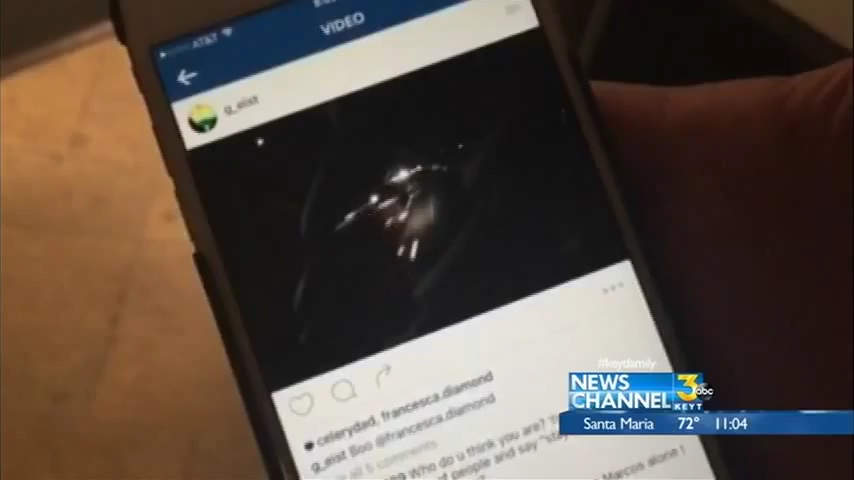 AT&T
VIDEO
g_eist
celerydad, francesca.diamond
g_eist Boo @francesca.diamond
all 5 comments
Who do u think you are?
of people and say "stay
Marcos alone !
#keydamily
NEWS
CHANNEL 3 abc
KEYT
Santa Maria 72° 11:04